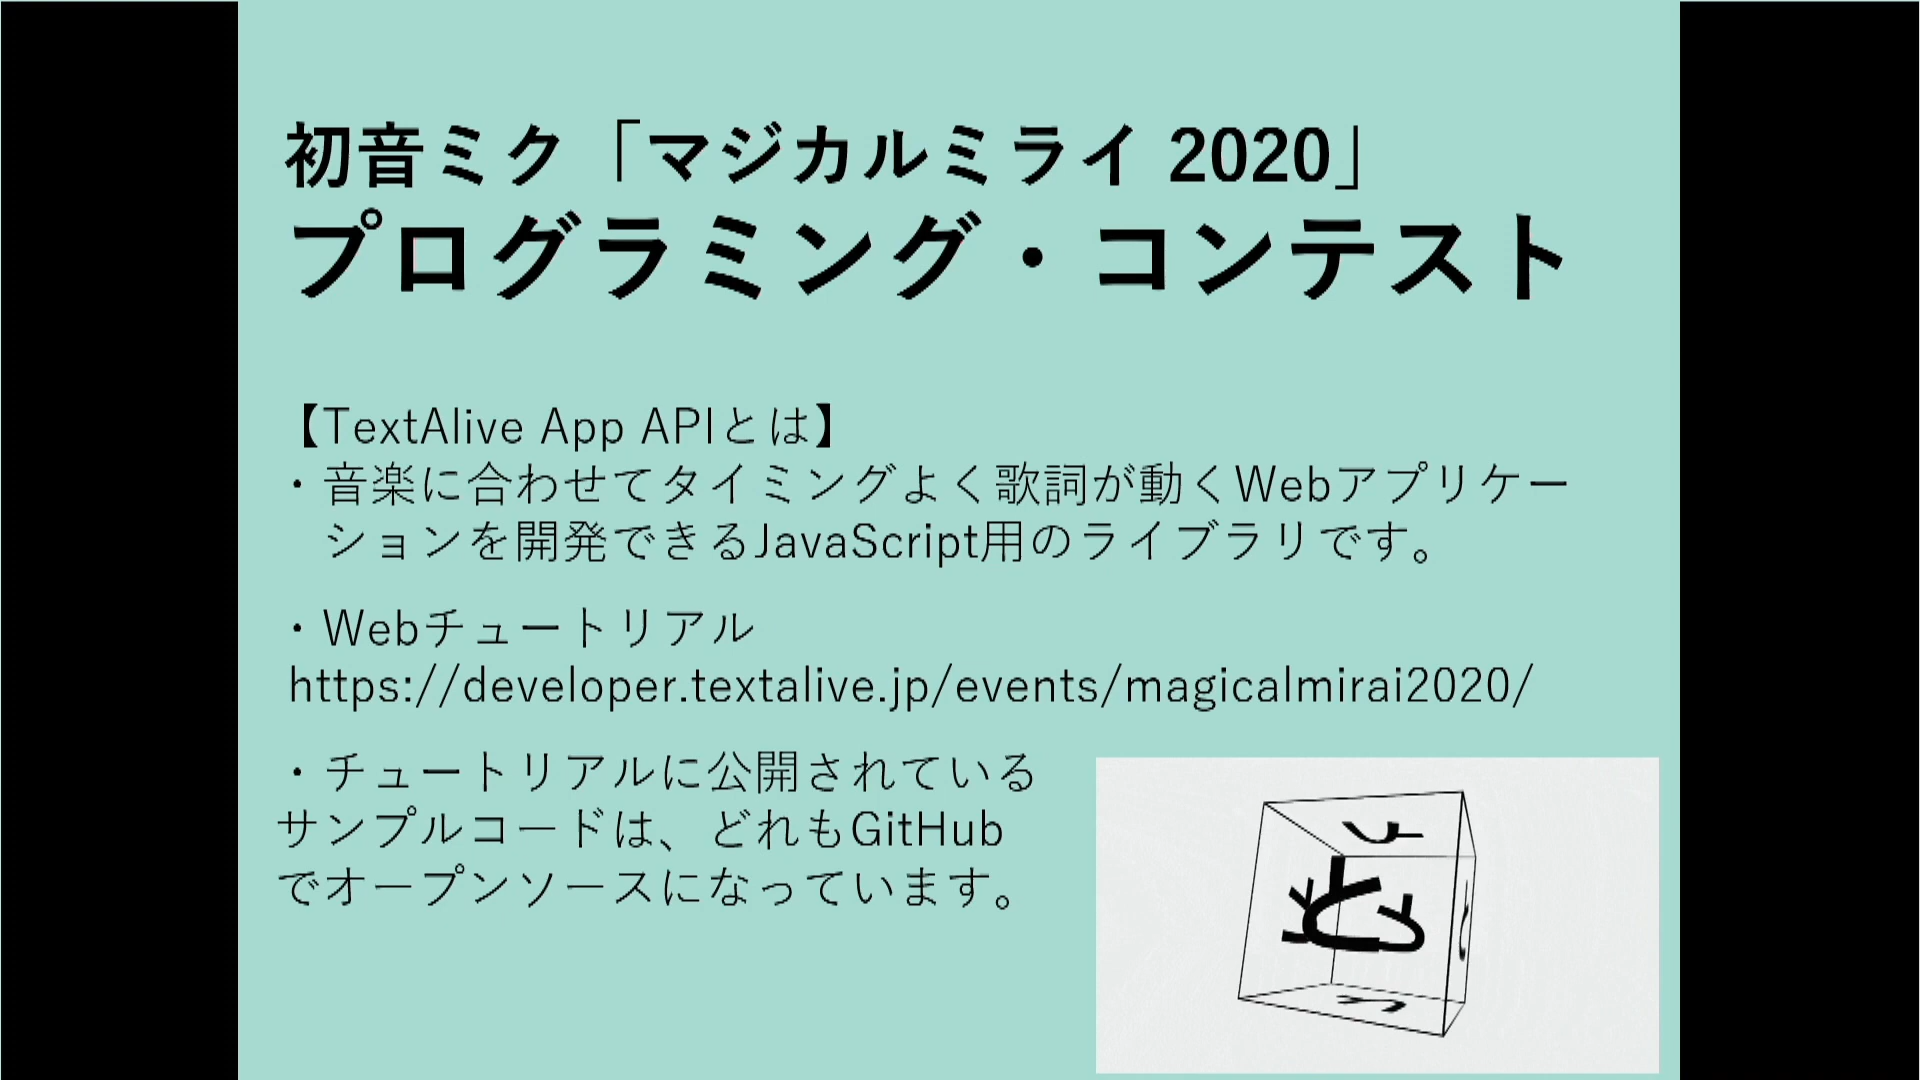 初音ミク「マジカルミライ 2020」
プログラミング・コンテスト
【TextAlive App APIとは】
・音楽に合わせてタイミングよく歌詞が動くWebアプリケー
ションを開発できるJavaScript用のライブラリです。
・Webチュートリアル
https://developer.textalive.jp/events/magicalmirai2020/
・チュートリアルに公開されている
サンプルコードは、どれもGitHub
でオープンソースになっています。
と